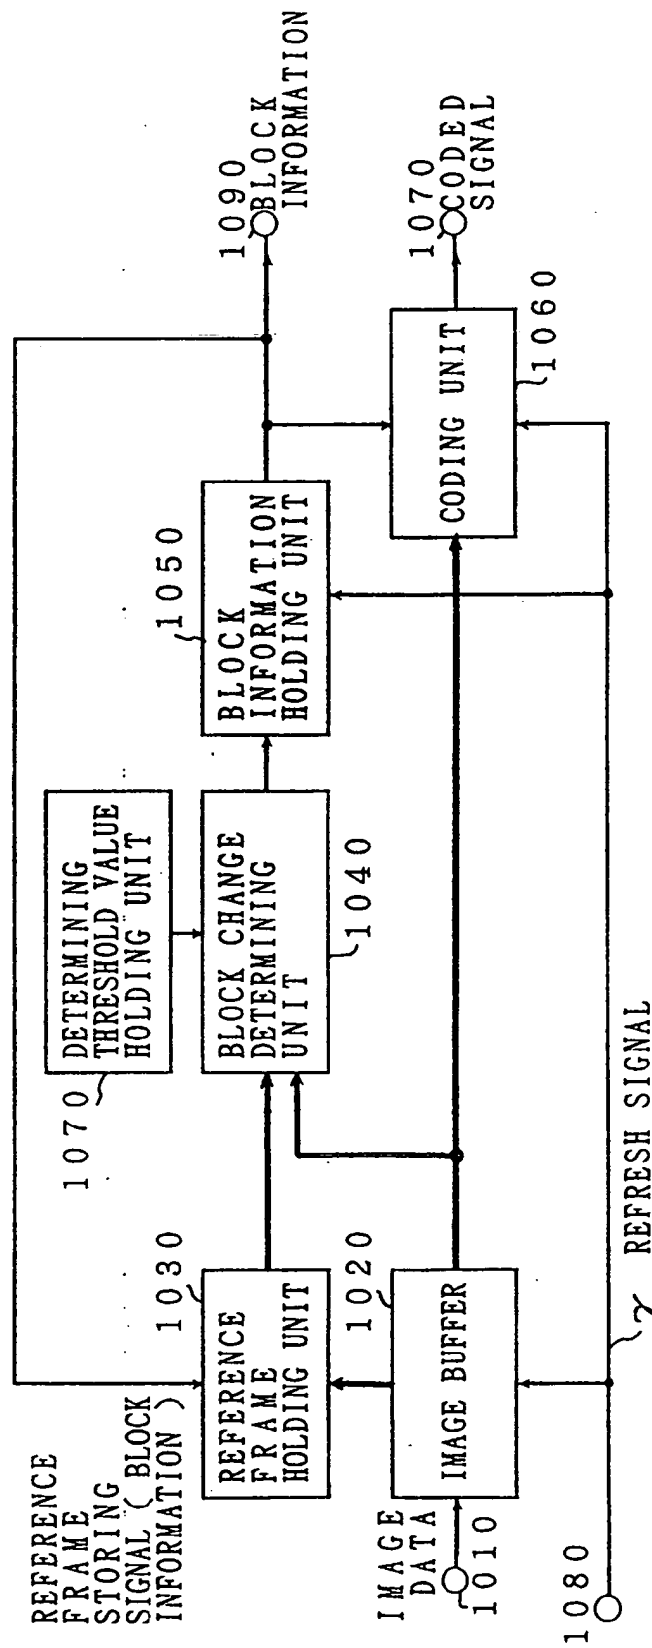 REFERENCE
FRAME
STORING
SIGNAL ( BLOCK
INFORMATION )
1070
DETERMINING
THRESHOLD VALUE
HOLDING UNIT
1030
REFERENCE
FRAME
HOLDING UNIT
BLOCK CHANGE
DETERMINING
UNIT
1040
1050
BLOCK
INFORMATION
HOLDING UNIT
1090
BLOCK
INFORMATION
IMAGE
DATA
1010
1020
IMAGE BUFFER
CODING UNIT
1060
1070
CODED
SIGNAL
1080
γ
REFRESH SIGNAL